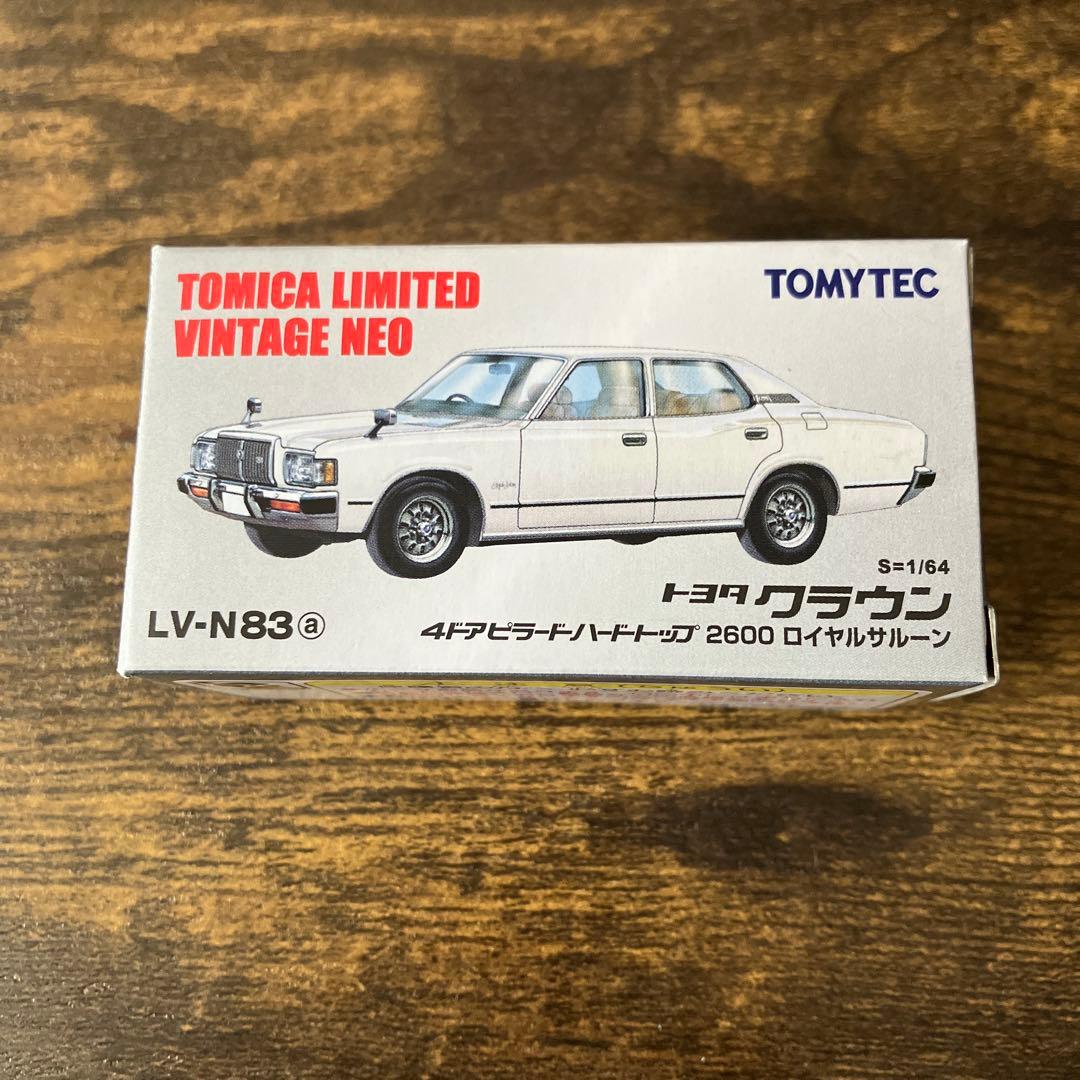 TOMICA LIMITED
VINTAGE NEO
TOMYTEC
S=1/64
トヨタ クラウン
LV-N83ⓐ
4ドアピラードハードトップ 2600 ロイヤルサルーン